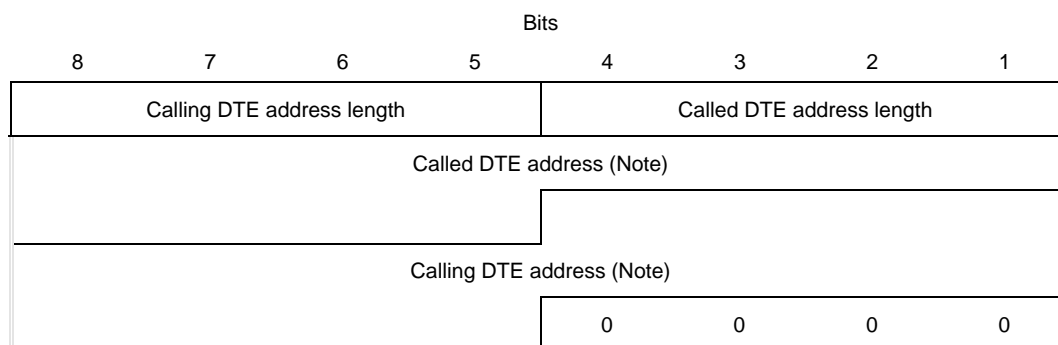 Bits
8 7 6 5 4 3 2 1
Calling DTE address length Called DTE address length
Called DTE address (Note)
Calling DTE address (Note)
0 0 0 0